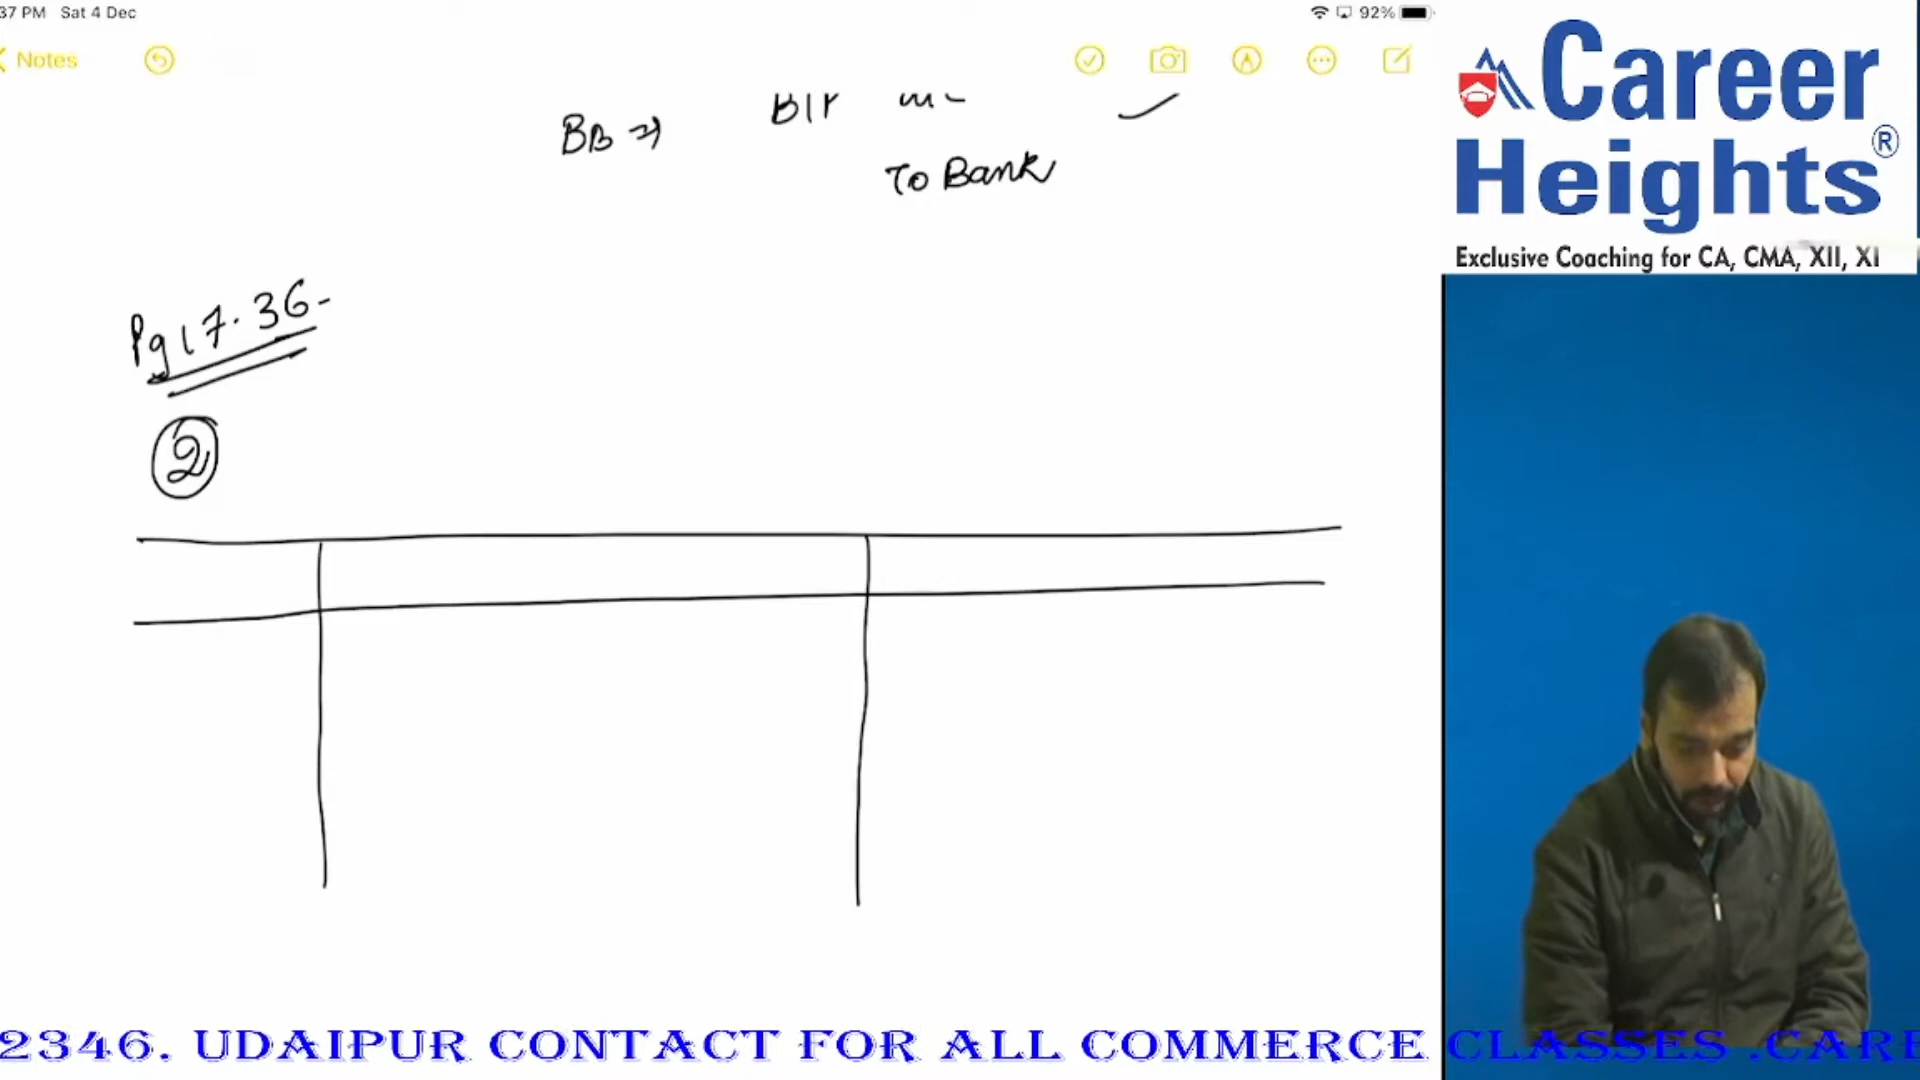 37 PM Sat 4 Dec
92%
Notes
BB ⇒
To Bank
Pg 17.36-
2
Career
Heights®
Exclusive Coaching for CA, CMA, XII, XI
2346. UDAIPUR CONTACT FOR ALL COMMERCE CLASSES .CARE